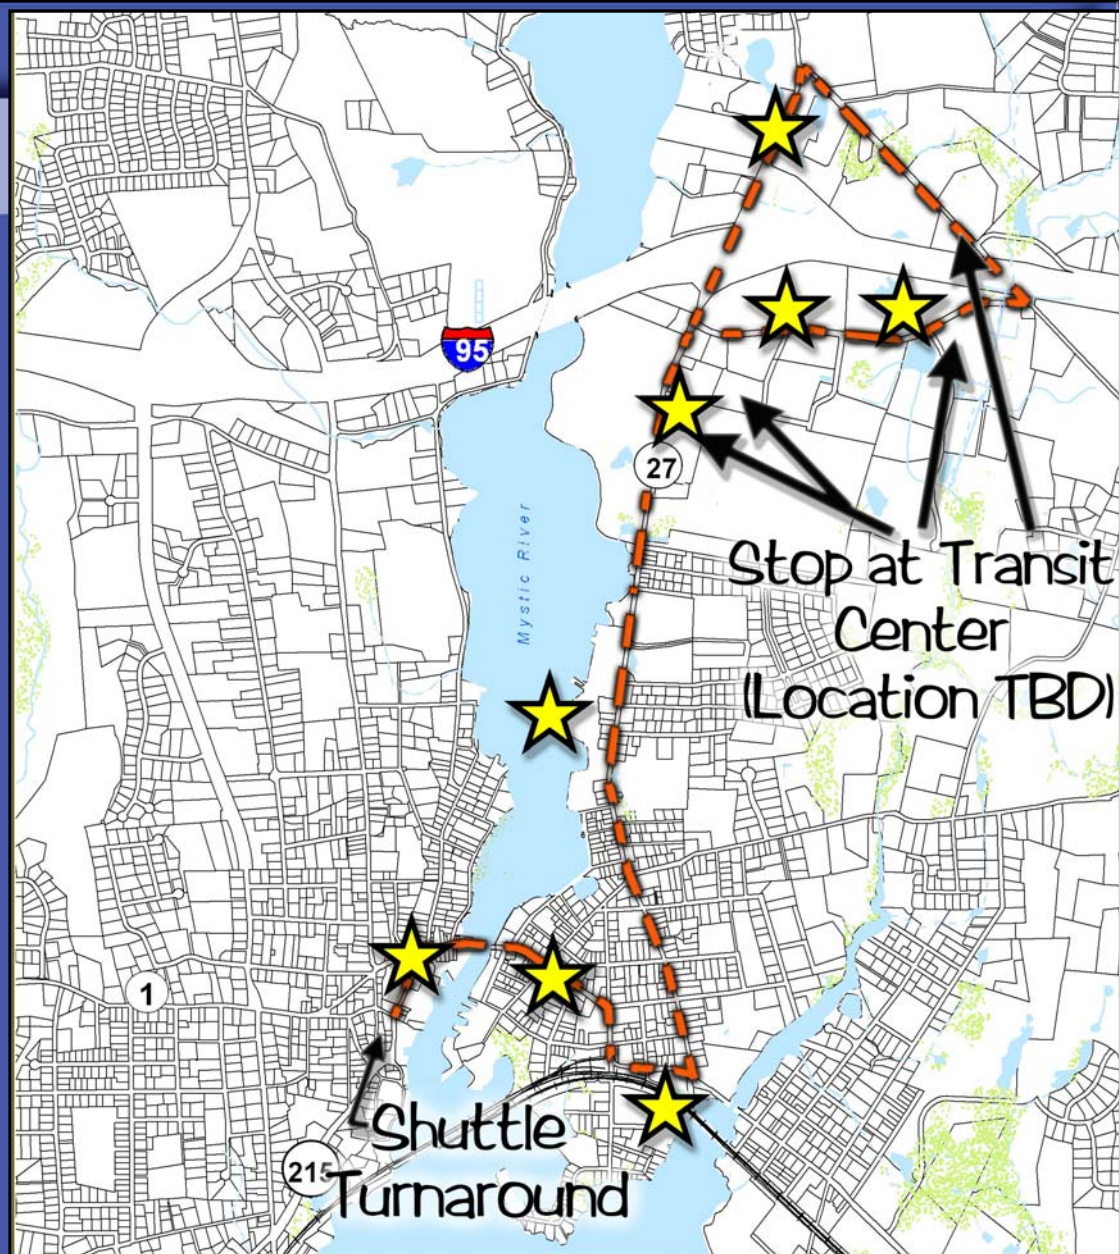 95
27
Mystic River
Stop at Transit
Center
(Location TBD)
1
Shuttle
Turnaround
215